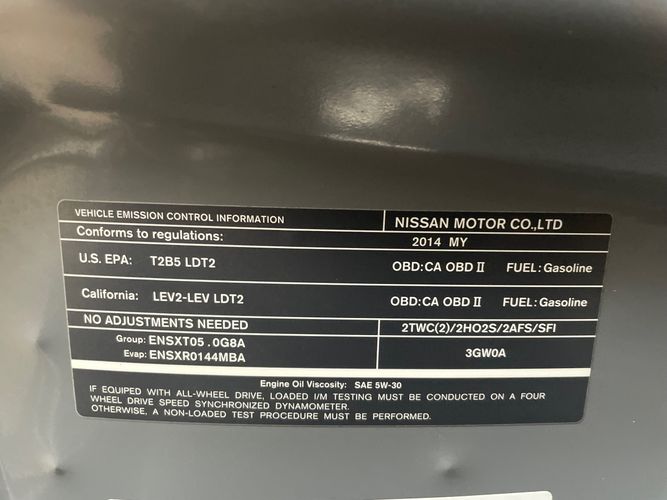 VEHICLE EMISSION CONTROL INFORMATION
NISSAN MOTOR CO.,LTD
Conforms to regulations:
2014 MY
U.S. EPA: T2B5 LDT2 OBD:CA OBD II FUEL:Gasoline
California: LEV2-LEV LDT2 OBD:CA OBD II FUEL:Gasoline
NO ADJUSTMENTS NEEDED
2TWC(2)/2HO2S/2AFS/SFI
Group: ENSXT05.0G8A
Evap: ENSXR0144MBA
3GW0A
Engine Oil Viscosity: SAE 5W-30
IF EQUIPED WITH ALL-WHEEL DRIVE, LOADED I/M TESTING MUST BE CONDUCTED ON A FOUR
WHEEL DRIVE SPEED SYNCHRONIZED DYNAMOMETER.
OTHERWISE, A NON-LOADED TEST PROCEDURE MUST BE PERFORMED.